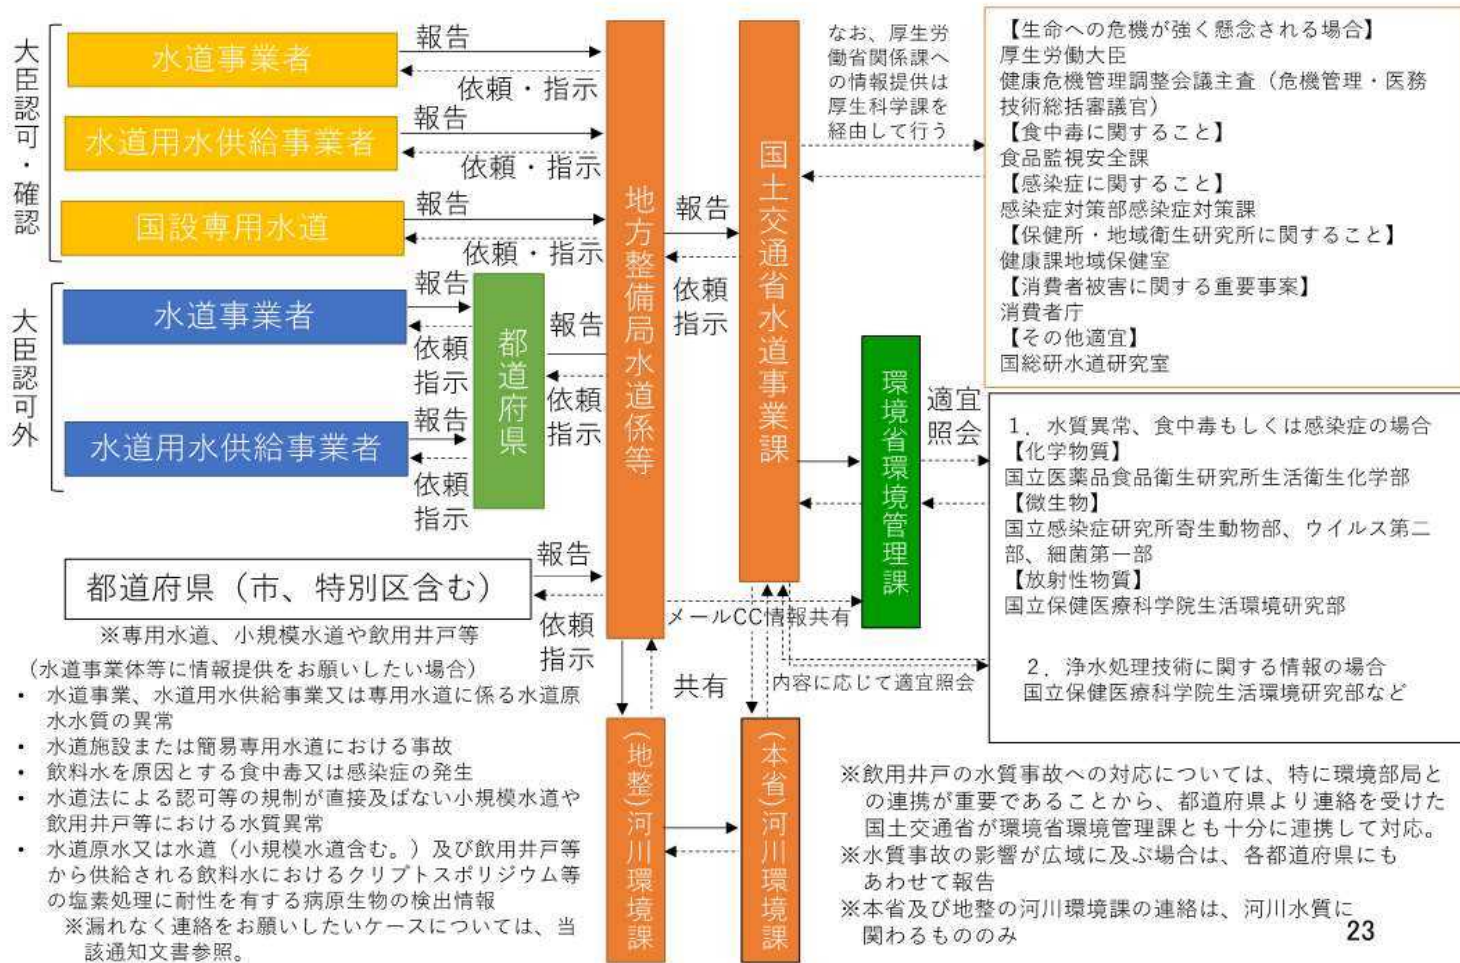 大臣認可・確認
水道事業者
報告
依頼・指示
水道用水供給事業者
報告
依頼・指示
国設専用水道
報告
依頼・指示
大臣認可外
水道事業者
報告
依頼
指示
水道用水供給事業者
報告
依頼
指示
都道府県
報告
依頼
指示
都道府県（市、特別区含む）
報告
依頼
指示
※専用水道、小規模水道や飲用井戸等
地方整備局水道係等
報告
依頼
指示
国土交通省水道事業課
なお、厚生労
働省関係課へ
の情報提供は
厚生科学課を
経由して行う
【生命への危機が強く懸念される場合】
厚生労働大臣
健康危機管理調整会議主査（危機管理・医務
技術総括審議官）
【食中毒に関すること】
食品監視安全課
【感染症に関すること】
感染症対策部感染症対策課
【保健所・地域衛生研究所に関すること】
健康課地域保健室
【消費者被害に関する重要事案】
消費者庁
【その他適宜】
国総研水道研究室
環境省環境管理課
適宜
照会
1．水質異常、食中毒もしくは感染症の場合
【化学物質】
国立医薬品食品衛生研究所生活衛生化学部
【微生物】
国立感染症研究所寄生動物部、ウイルス第二
部、細菌第一部
【放射性物質】
国立保健医療科学院生活環境研究部
2．浄水処理技術に関する情報の場合
国立保健医療科学院生活環境研究部など
メールCC情報共有
共有
内容に応じて適宜照会
(地整)河川環境課
(本省)河川環境課
（水道事業体等に情報提供をお願いしたい場合）
• 水道事業、水道用水供給事業又は専用水道に係る水道原
水水質の異常
• 水道施設または簡易専用水道における事故
• 飲料水を原因とする食中毒又は感染症の発生
• 水道法による認可等の規制が直接及ばない小規模水道や
飲用井戸等における水質異常
• 水道原水又は水道（小規模水道含む。）及び飲用井戸等
から供給される飲料水におけるクリプトスポリジウム等
の塩素処理に耐性を有する病原生物の検出情報
※漏れなく連絡をお願いしたいケースについては、当
該通知文書参照。
※飲用井戸の水質事故への対応については、特に環境部局と
の連携が重要であることから、都道府県より連絡を受けた
国土交通省が環境省環境管理課とも十分に連携して対応。
※水質事故の影響が広域に及ぶ場合は、各都道府県にも
あわせて報告
※本省及び地整の河川環境課の連絡は、河川水質に
関わるもののみ
23